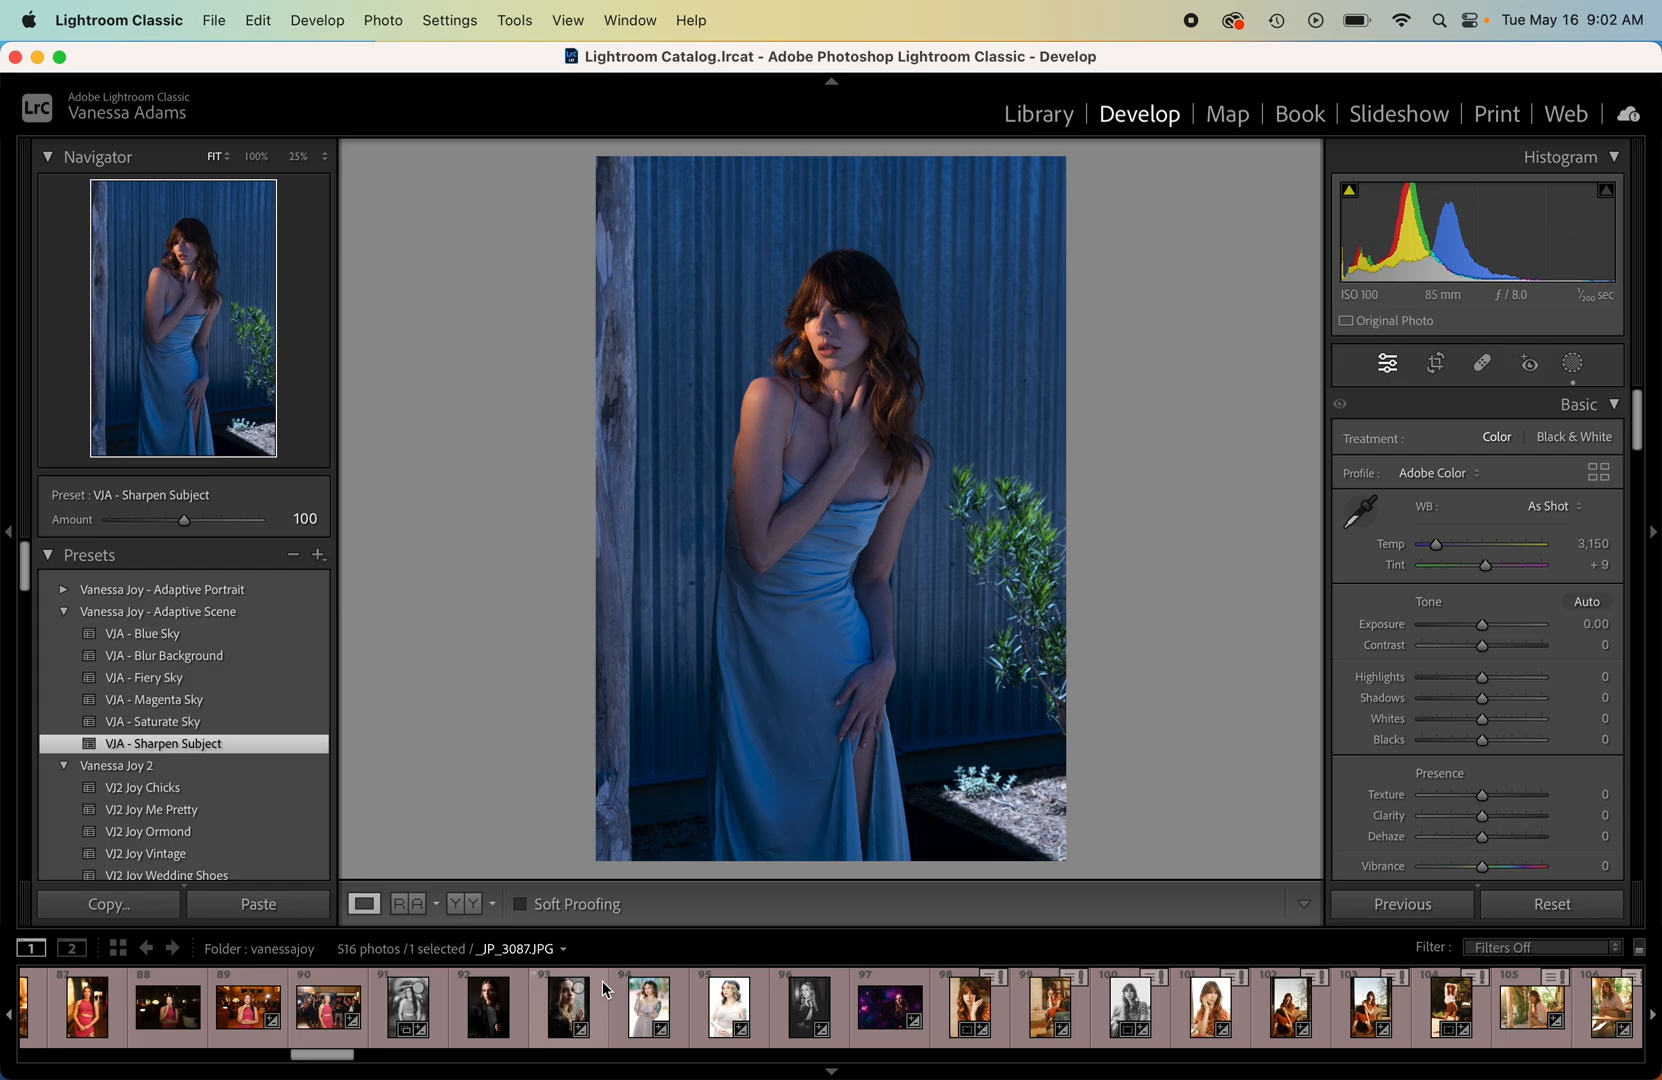 Lightroom Classic File Edit Develop Photo Settings Tools View Window Help Tue May 16 9:02 AM
Lightroom Catalog.lrcat - Adobe Photoshop Lightroom Classic - Develop
LrC
Adobe Lightroom Classic
Vanessa Adams
Library | Develop | Map | Book | Slideshow | Print | Web
Navigator FIT 100% 25%
Preset : VJA - Sharpen Subject
Amount 100
Presets
Vanessa Joy - Adaptive Portrait
Vanessa Joy - Adaptive Scene
VJA - Blue Sky
VJA - Blur Background
VJA - Fiery Sky
VJA - Magenta Sky
VJA - Saturate Sky
VJA - Sharpen Subject
Vanessa Joy 2
VJ2 Joy Chicks
VJ2 Joy Me Pretty
VJ2 Joy Ormond
VJ2 Joy Vintage
VJ2 Joy Wedding Shoes
Copy... Paste
Soft Proofing
Histogram
ISO 100 85 mm ƒ / 8.0 1/200 sec
Original Photo
Basic
Treatment : Color Black & White
Profile : Adobe Color
WB : As Shot
Temp 3,150
Tint + 9
Tone Auto
Exposure 0.00
Contrast 0
Highlights 0
Shadows 0
Whites 0
Blacks 0
Presence
Texture 0
Clarity 0
Dehaze 0
Vibrance 0
Previous Reset
1 2 Folder : vanessajoy 516 photos / 1 selected / _JP_3087.JPG Filter : Filters Off
87 88 89 90 91 92 93 94 95 96 97 98 99 100 101 102 103 104 105 106